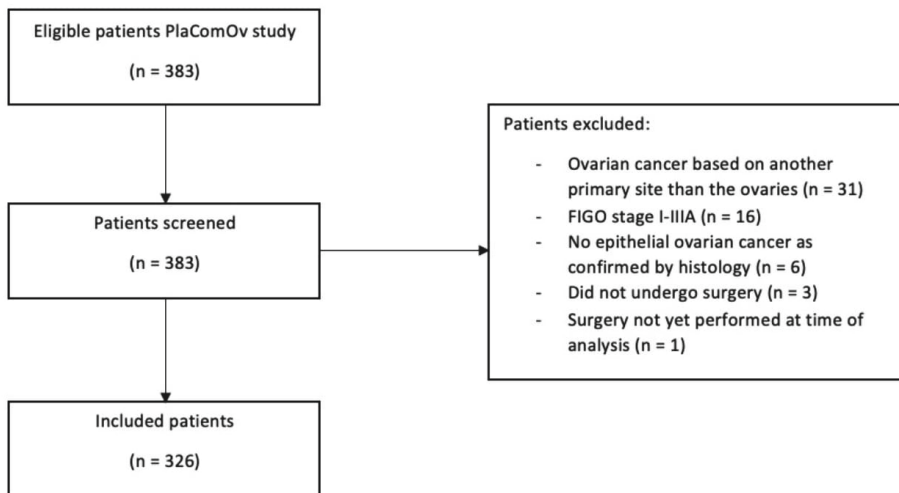 Eligible patients PlaComOv study
(n = 383)
Patients excluded:
- Ovarian cancer based on another
primary site than the ovaries (n = 31)
- FIGO stage I-IIIA (n = 16)
- No epithelial ovarian cancer as
confirmed by histology (n = 6)
- Did not undergo surgery (n = 3)
- Surgery not yet performed at time of
analysis (n = 1)
Patients screened
(n = 383)
Included patients
(n = 326)